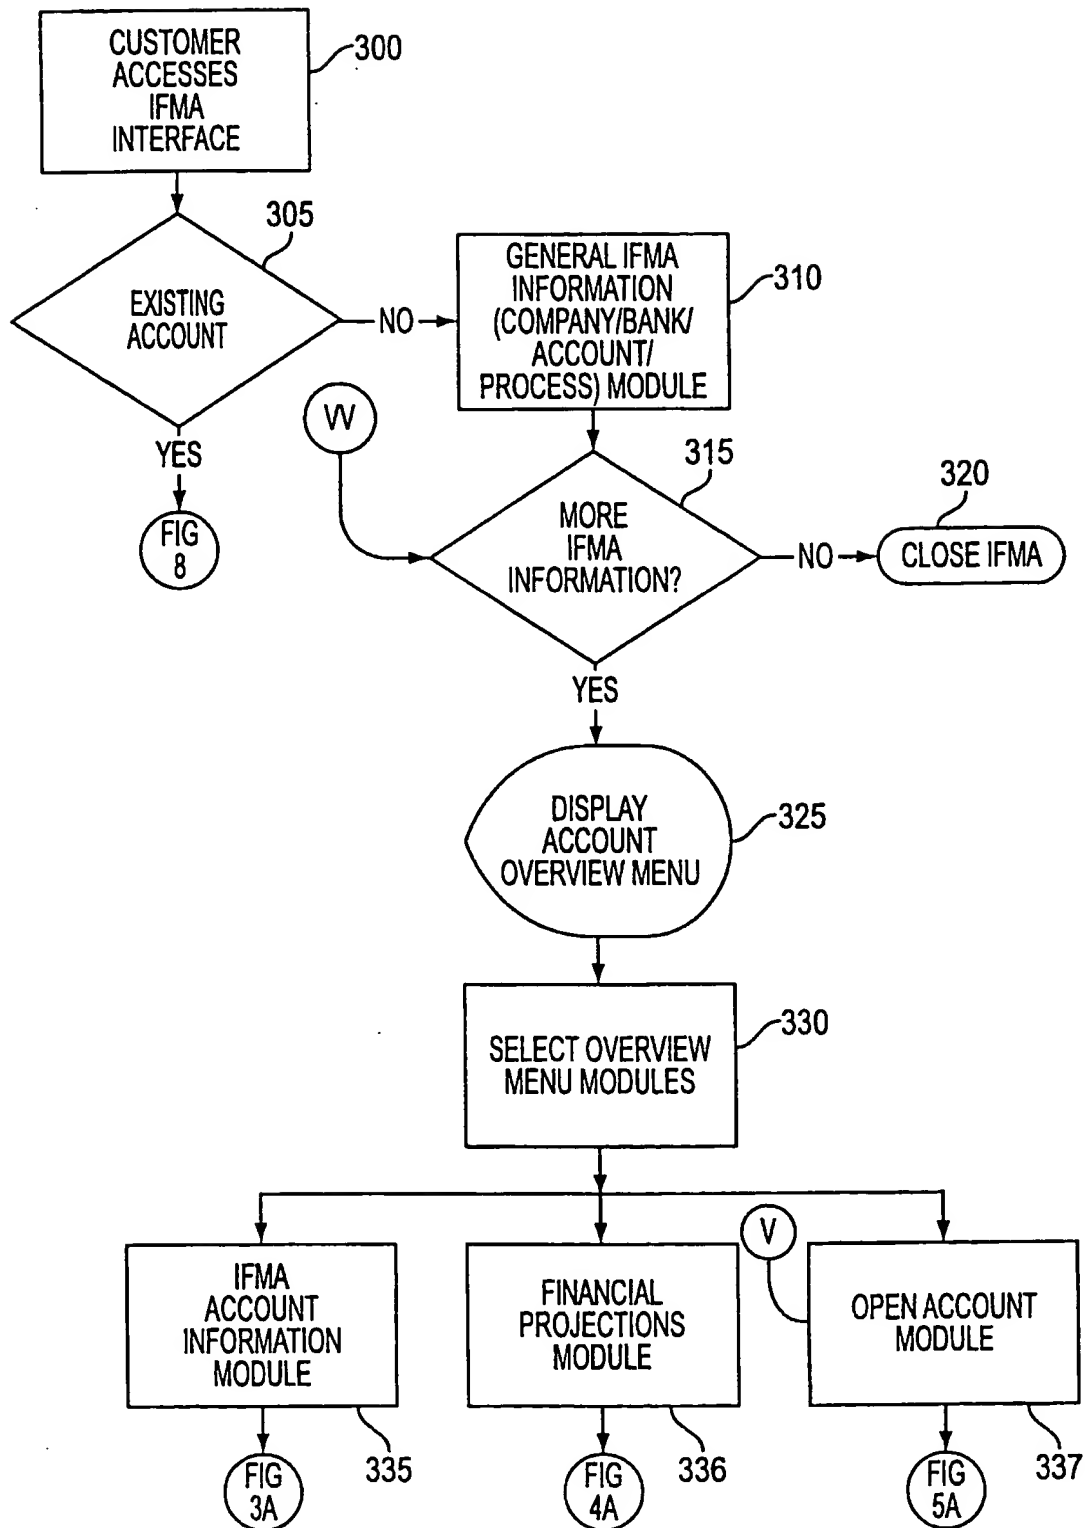 CUSTOMER
ACCESSES
IFMA
INTERFACE
300
305
EXISTING
ACCOUNT
NO
GENERAL IFMA
INFORMATION
(COMPANY/BANK/
ACCOUNT/
PROCESS) MODULE
310
VV
YES
FIG
8
315
MORE
IFMA
INFORMATION?
NO
320
CLOSE IFMA
YES
DISPLAY
ACCOUNT
OVERVIEW MENU
325
SELECT OVERVIEW
MENU MODULES
330
IFMA
ACCOUNT
INFORMATION
MODULE
335
FINANCIAL
PROJECTIONS
MODULE
336
V
OPEN ACCOUNT
MODULE
337
FIG
3A
FIG
4A
FIG
5A